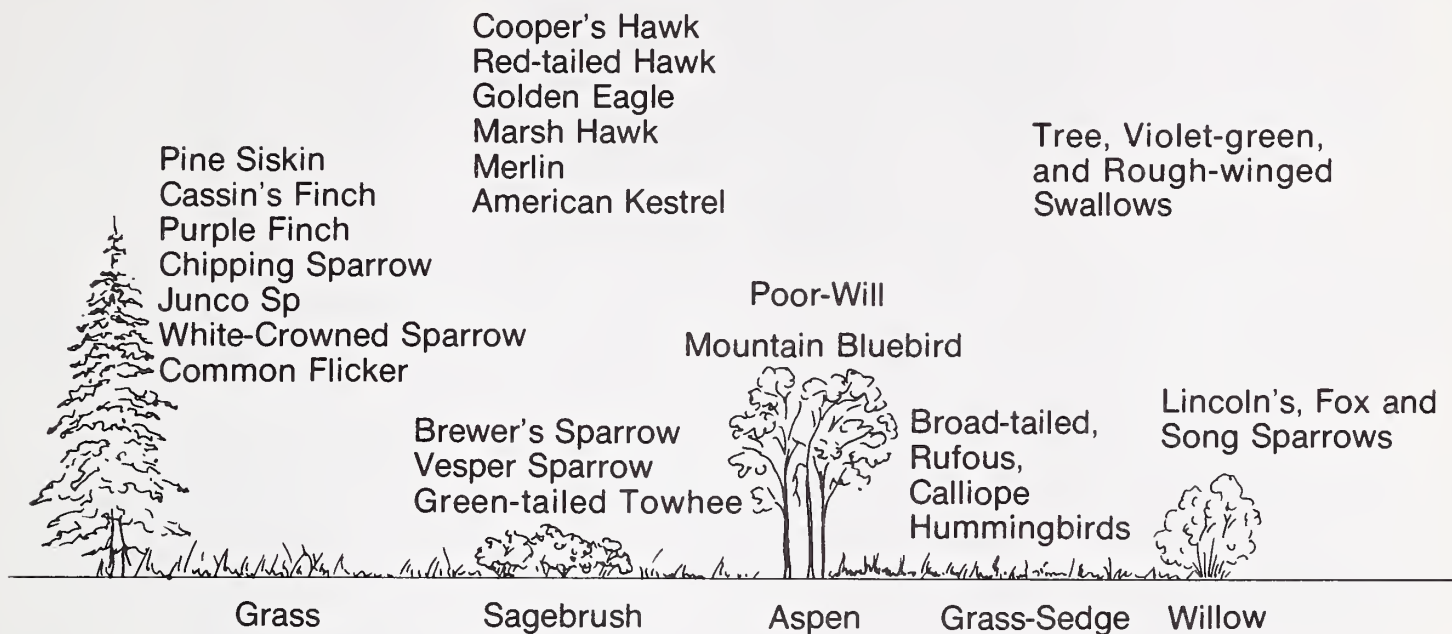 Cooper's Hawk
Red-tailed Hawk
Golden Eagle
Marsh Hawk
Merlin
American Kestrel
Tree, Violet-green,
and Rough-winged
Swallows
Pine Siskin
Cassin's Finch
Purple Finch
Chipping Sparrow
Junco Sp
White-Crowned Sparrow
Common Flicker
Poor-Will
Mountain Bluebird
Brewer's Sparrow
Vesper Sparrow
Green-tailed Towhee
Broad-tailed,
Rufous,
Calliope
Hummingbirds
Lincoln's, Fox and
Song Sparrows
Grass
Sagebrush
Aspen
Grass-Sedge
Willow